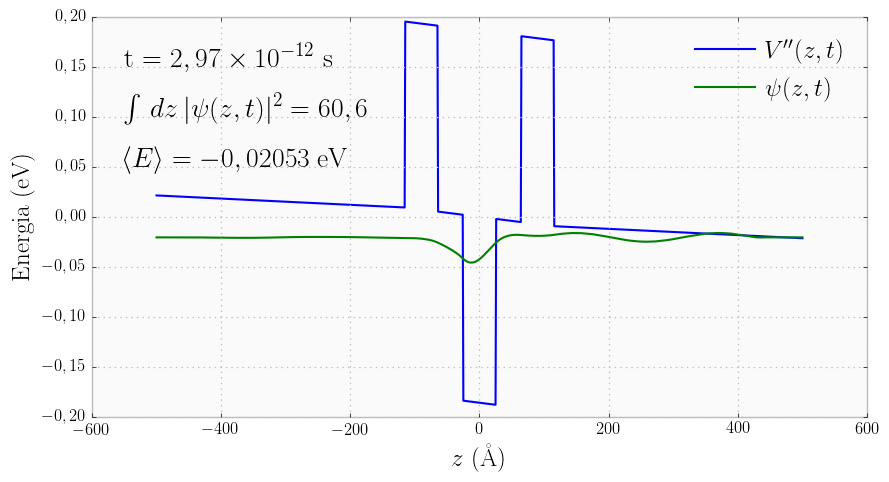 t = 2,97 × 10⁻¹² s
∫ dz |ψ(z, t)|² = 60,6
⟨E⟩ = −0,02053 eV
V′′(z, t)
ψ(z, t)
Energia (eV)
0,20
0,15
0,10
0,05
0,00
−0,05
−0,10
−0,15
−0,20
−600 −400 −200 0 200 400 600
z (Å)